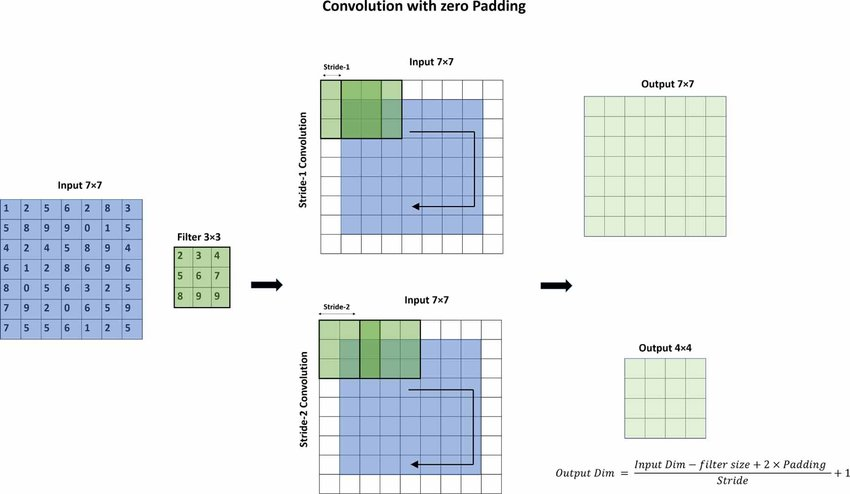 Convolution with zero Padding
Input 7×7
1 2 5 6 2 8 3
5 8 9 9 0 1 5
4 2 4 5 8 9 4
6 1 2 8 6 9 6
8 0 5 6 3 2 5
7 9 2 0 6 5 9
7 5 5 6 1 2 5
Filter 3×3
2 3 4
5 6 7
8 9 9
Input 7×7
Stride-1
Stride-1 Convolution
Output 7×7
Input 7×7
Stride-2
Stride-2 Convolution
Output 4×4
Output Dim = (Input Dim − filter size + 2 × Padding) / Stride + 1